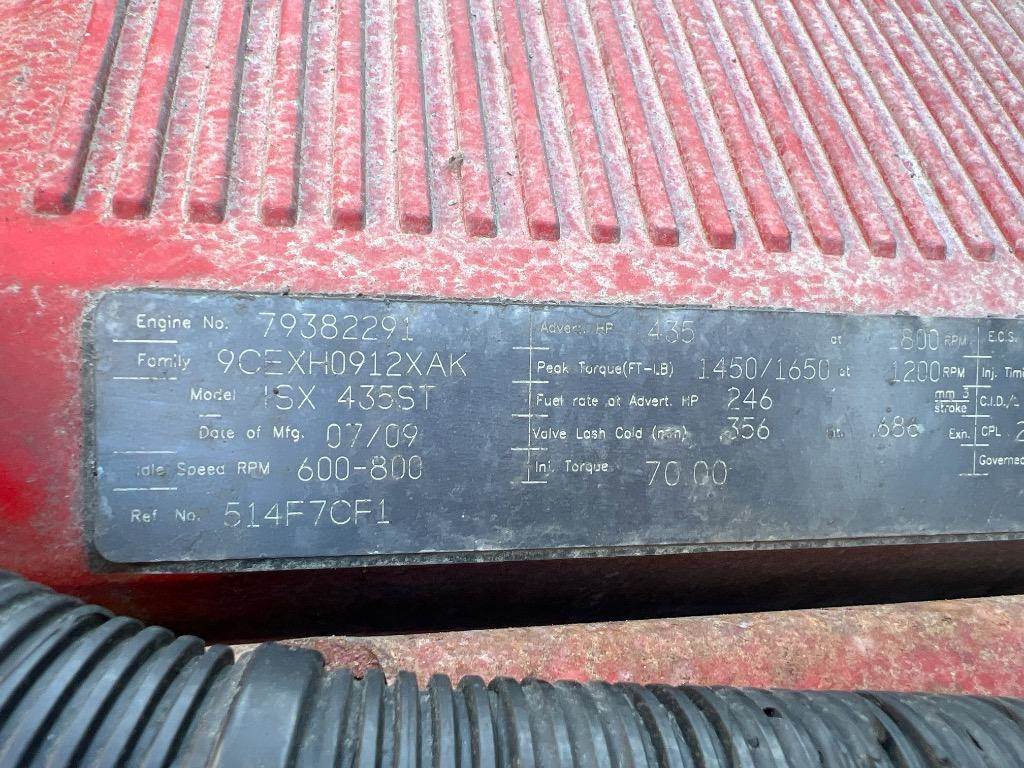 Engine No. 79382291
Family 9CEXH0912XAK
Model ISX 435ST
Date of Mfg. 07/09
Idle Speed RPM 600-800
Ref No. 514F7CF1
Advert. HP 435 at 1800 RPM
Peak Torque(FT-LB) 1450/1650 at 1200 RPM
Fuel rate at Advert. HP 246 mm 3 stroke
Valve Lash Cold (mm) .356 Int. .686 Exh.
Inj. Torque 70.00
E.C.S.
Inj. Timi
C.I.D./L
CPL 2
Governed